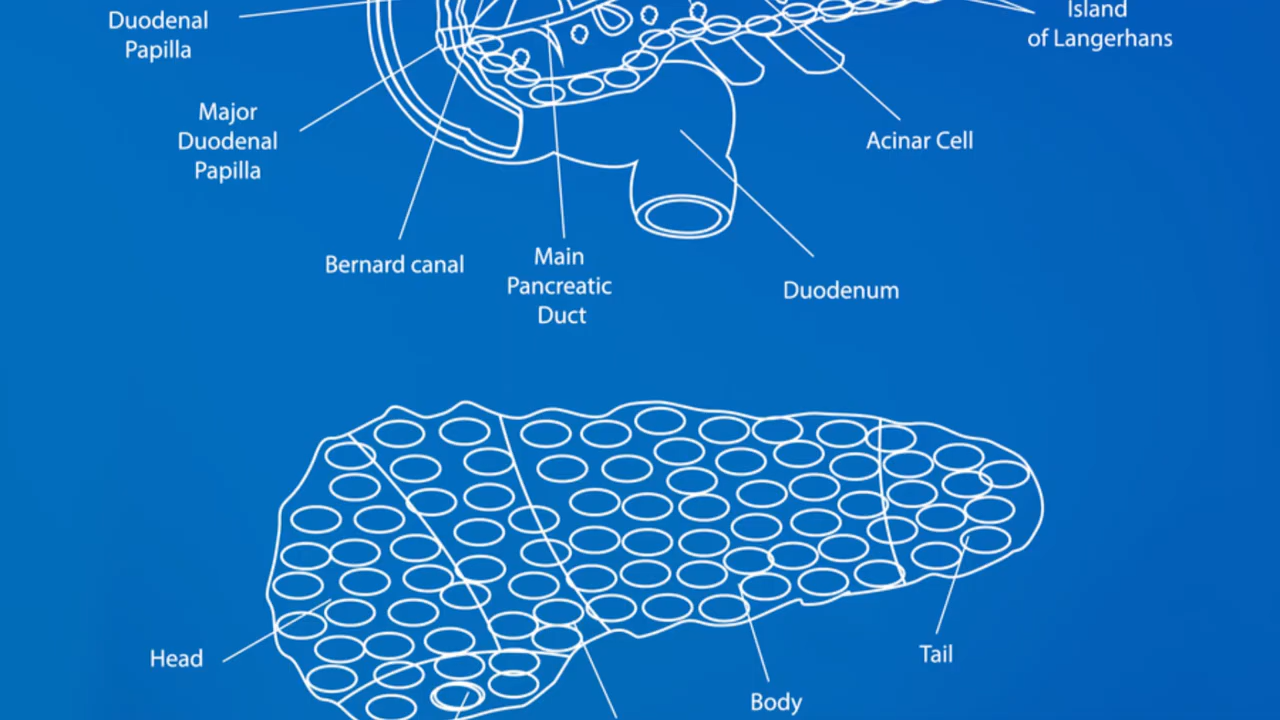 Duodenal
Papilla
Island
of Langerhans
Major
Duodenal
Papilla
Acinar Cell
Bernard canal
Main
Pancreatic
Duct
Duodenum
Head
Tail
Body